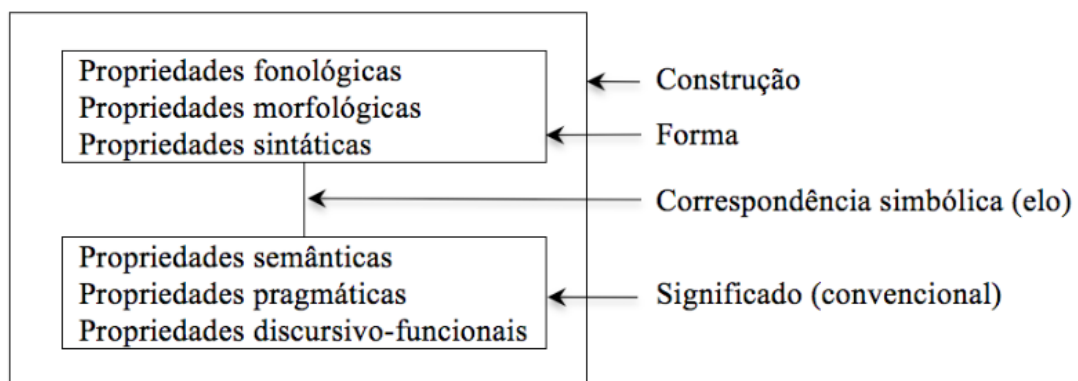 Propriedades fonológicas
Propriedades morfológicas
Propriedades sintáticas
Construção
Forma
Correspondência simbólica (elo)
Propriedades semânticas
Propriedades pragmáticas
Propriedades discursivo-funcionais
Significado (convencional)